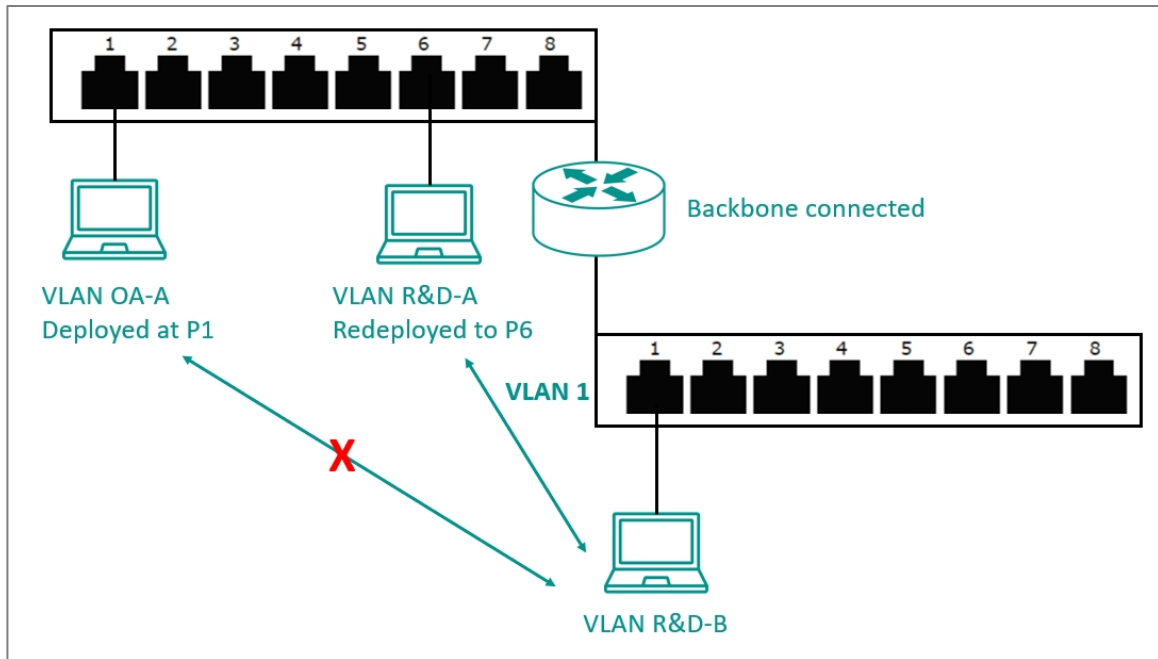 1 2 3 4 5 6 7 8
Backbone connected
VLAN OA-A
Deployed at P1
VLAN R&D-A
Redeployed to P6
VLAN 1
1 2 3 4 5 6 7 8
X
VLAN R&D-B